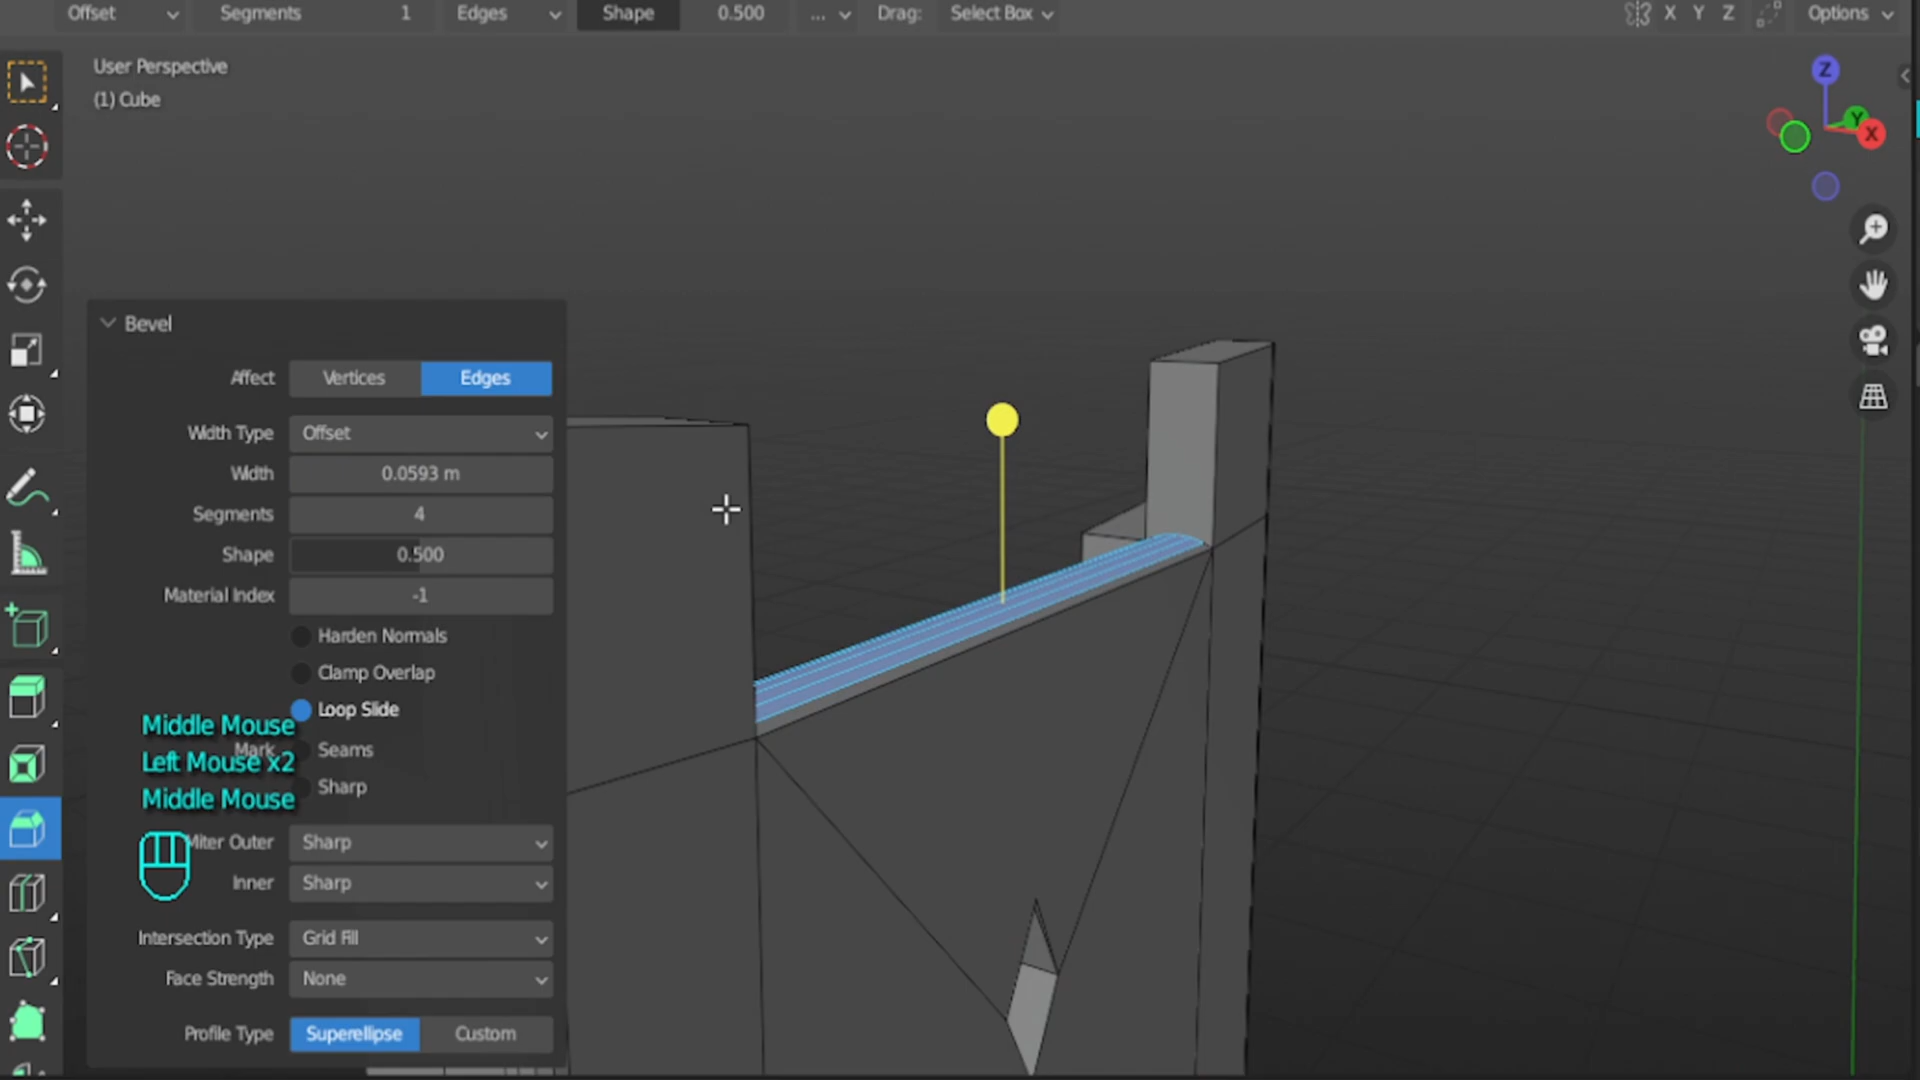 Offset Segments 1 Edges Shape 0.500 ... Drag: Select Box X Y Z Options
User Perspective
(1) Cube
Z
Y
X
Bevel
Affect Vertices Edges
Width Type Offset
Width 0.0593 m
Segments 4
Shape 0.500
Material Index -1
Harden Normals
Clamp Overlap
Loop Slide
Middle Mouse
Mark Seams
Left Mouse x2
Sharp
Middle Mouse
Miter Outer Sharp
Inner Sharp
Intersection Type Grid Fill
Face Strength None
Profile Type Superellipse Custom